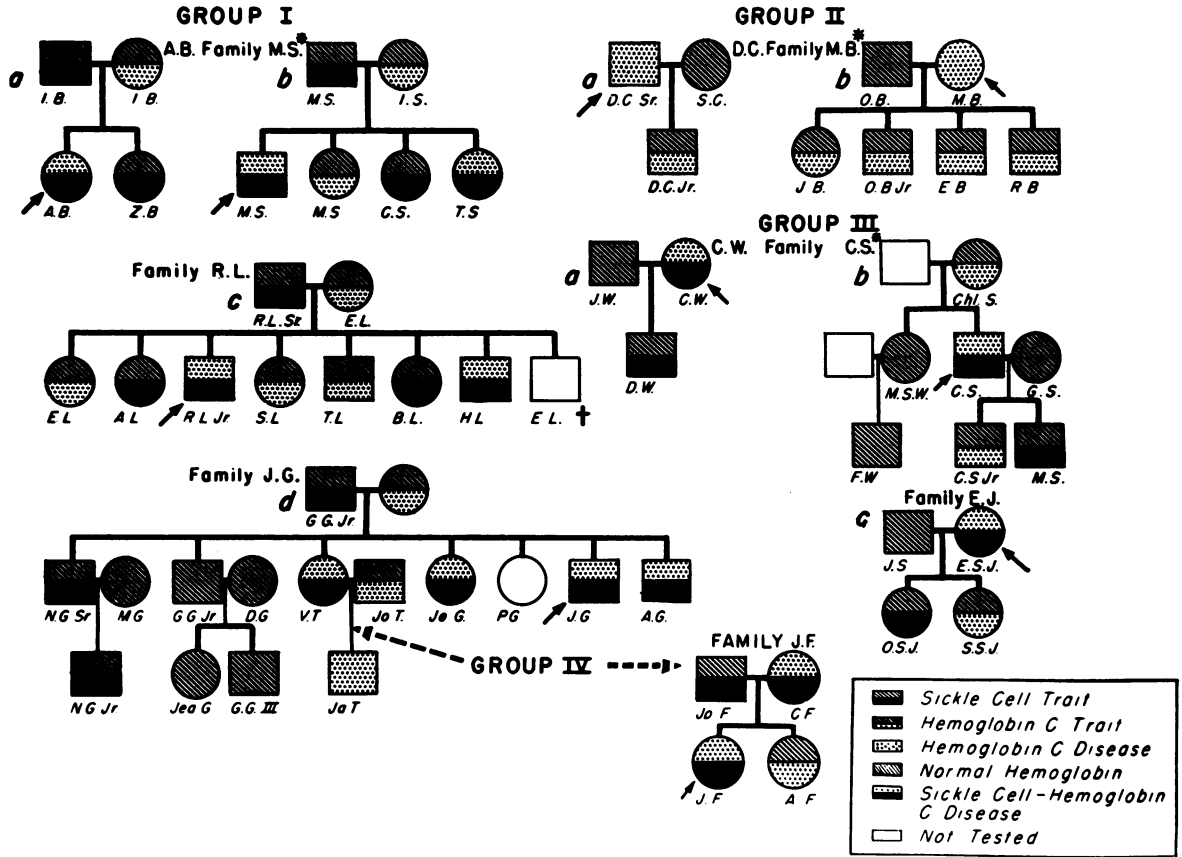 GROUP I
A.B. Family M.S.*
a
b
I. B.
I B.
M.S.
I. S.
A.B.
Z.B
M.S.
M.S
C.S.
T.S
GROUP II
D.C. Family M.B.*
a
b
D.C Sr.
S.C.
O.B.
M.B.
D.C. Jr.
J B.
O.B Jr
E B
R B
Family R.L.
c
R.L. Sr.
E.L.
E.L
A L
R L Jr.
S.L
T.L
B.L.
H L
E L. †
GROUP III
C.W. Family C.S.*
a
b
J.W.
C.W.
Chl S.
D.W.
M.S.W.
C.S.
G.S.
F.W
C.S Jr
M.S.
Family E.J.
J.S
E.S.J.
O.S.J.
S.S.J.
Family J.G.
d
G G. Jr
N.G Sr
M G
G G Jr
D.G
V.T
Jo T.
Je G.
P.G
J.G
A.G.
N.G Jr
Jea G
G.G. III
Ja T
GROUP IV
FAMILY J.F.
Jo F
C F
J. F
A. F
Sickle Cell Trait
Hemoglobin C Trait
Hemoglobin C Disease
Normal Hemoglobin
Sickle Cell-Hemoglobin
C Disease
Not Tested